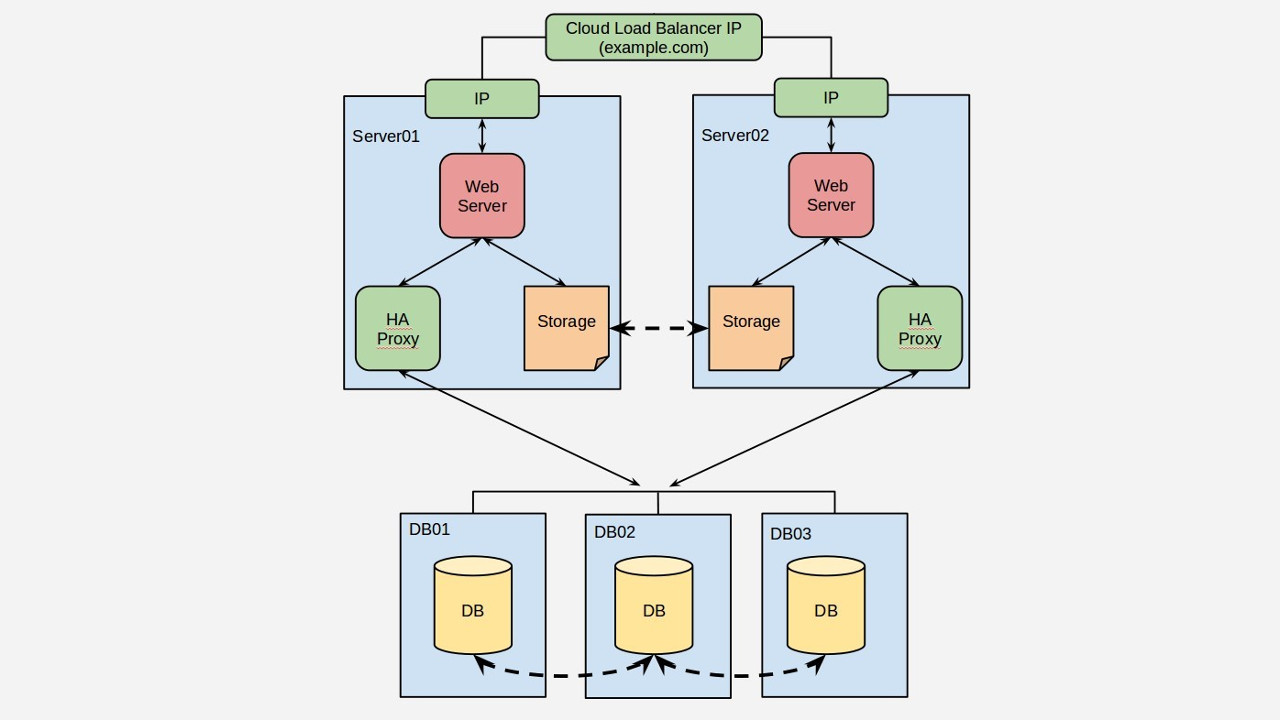 Cloud Load Balancer IP
(example.com)
IP
IP
Server01
Server02
Web
Server
Web
Server
HA
Proxy
Storage
Storage
HA
Proxy
DB01
DB02
DB03
DB
DB
DB